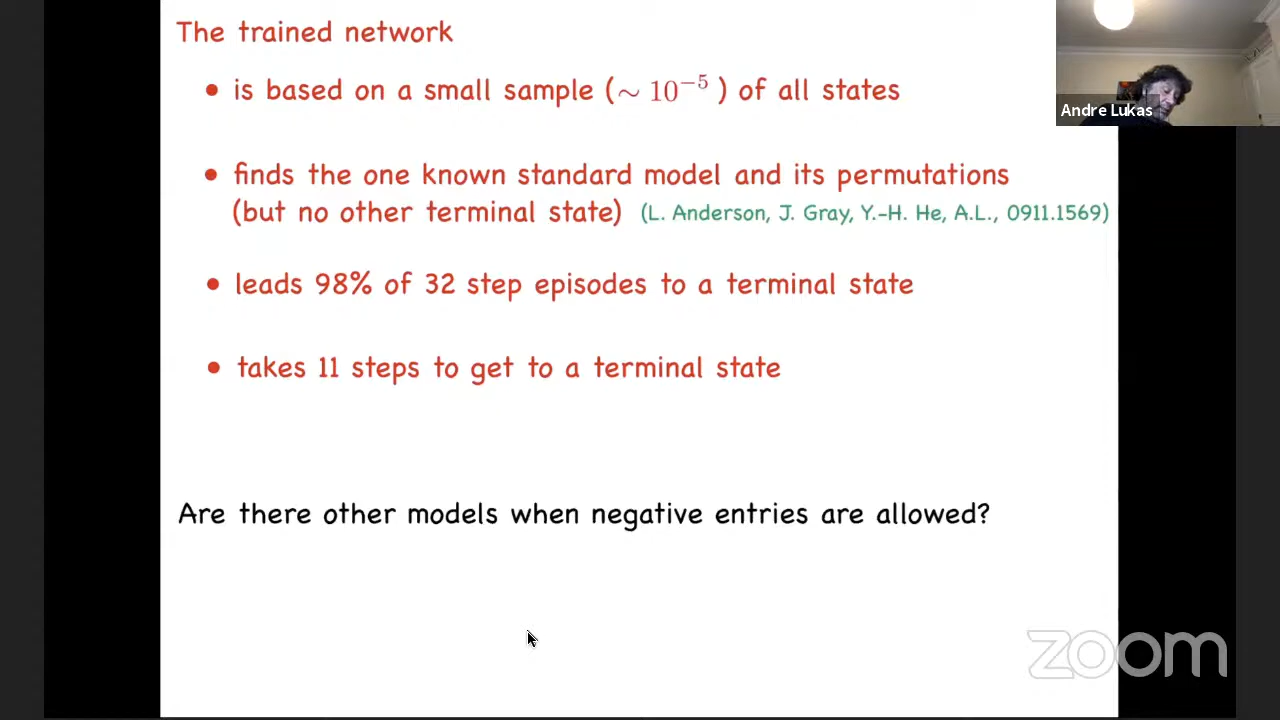 The trained network
• is based on a small sample (∼ 10⁻⁵ ) of all states
Andre Lukas
• finds the one known standard model and its permutations
(but no other terminal state) (L. Anderson, J. Gray, Y.-H. He, A.L., 0911.1569)
• leads 98% of 32 step episodes to a terminal state
• takes 11 steps to get to a terminal state
Are there other models when negative entries are allowed?
zoom